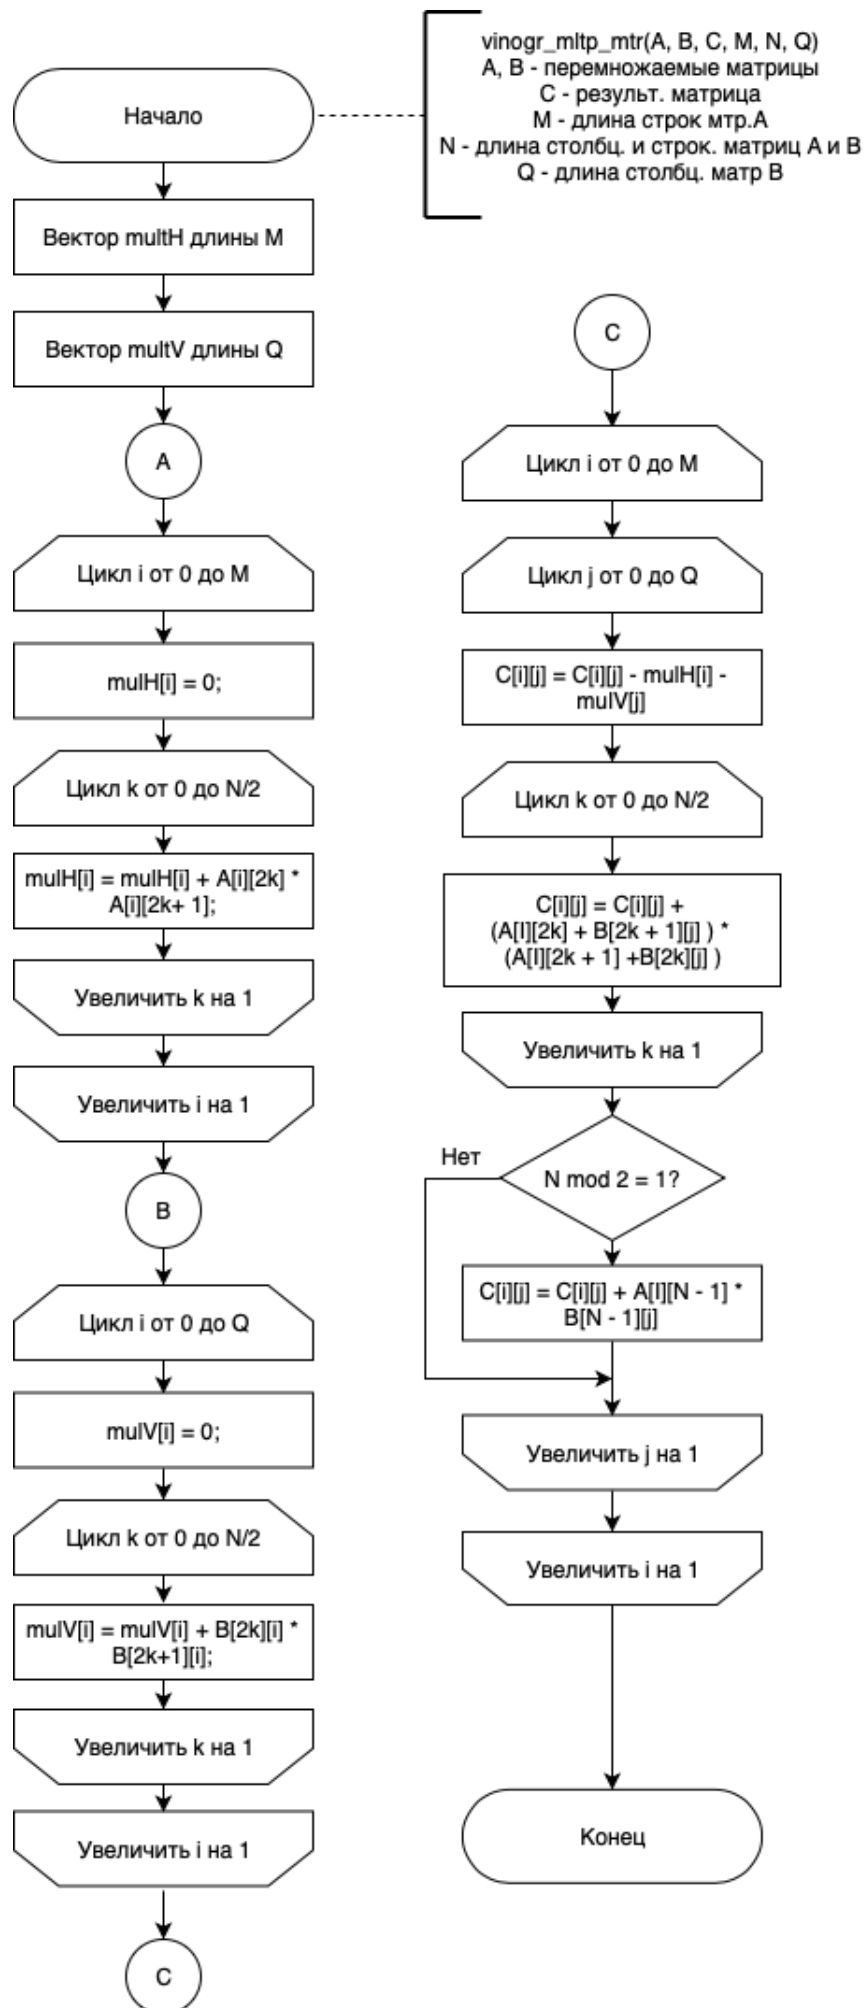 vinogr_mltp_mtr(A, B, C, M, N, Q)
A, B - перемножаемые матрицы
C - результ. матрица
M - длина строк мтр.А
N - длина столбц. и строк. матриц А и В
Q - длина столбц. матр В
Начало
Вектор multH длины M
Вектор multV длины Q
A
Цикл i от 0 до M
mulH[i] = 0;
Цикл k от 0 до N/2
mulH[i] = mulH[i] + A[i][2k] *
A[i][2k+ 1];
Увеличить k на 1
Увеличить i на 1
B
Цикл i от 0 до Q
mulV[i] = 0;
Цикл k от 0 до N/2
mulV[i] = mulV[i] + B[2k][i] *
B[2k+1][i];
Увеличить k на 1
Увеличить i на 1
C
C
Цикл i от 0 до M
Цикл j от 0 до Q
C[i][j] = C[i][j] - mulH[i] -
mulV[j]
Цикл k от 0 до N/2
C[i][j] = C[i][j] +
(A[I][2k] + B[2k + 1][j] ) *
(A[I][2k + 1] +B[2k][j] )
Увеличить k на 1
Нет
N mod 2 = 1?
C[i][j] = C[i][j] + A[I][N - 1] *
B[N - 1][j]
Увеличить j на 1
Увеличить i на 1
Конец